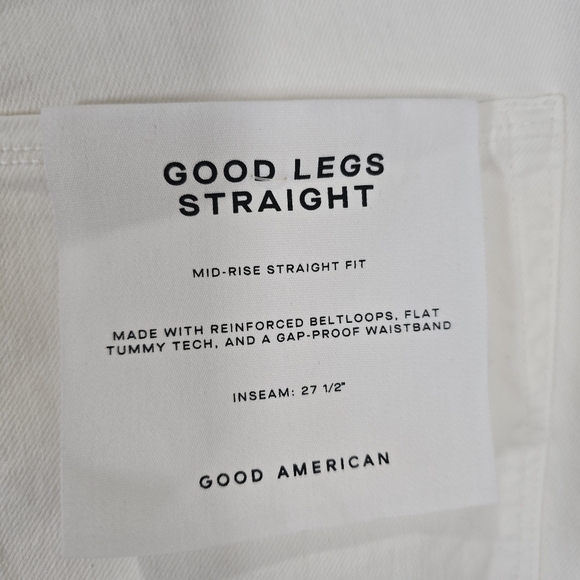 GOOD LEGS
STRAIGHT
MID-RISE STRAIGHT FIT
MADE WITH REINFORCED BELTLOOPS, FLAT
TUMMY TECH, AND A GAP-PROOF WAISTBAND
INSEAM: 27 1/2"
GOOD AMERICAN